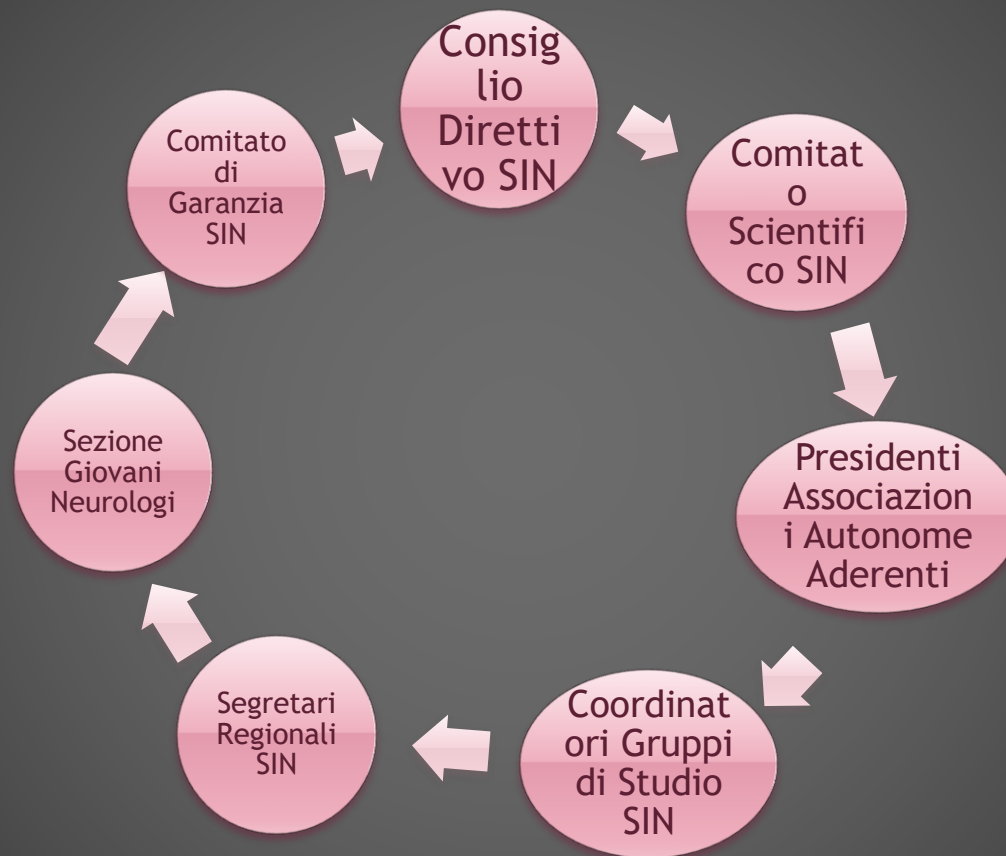 Consig
lio
Diretti
vo SIN
Comitat
o
Scientifi
co SIN
Presidenti
Associazion
i Autonome
Aderenti
Coordinat
ori Gruppi
di Studio
SIN
Segretari
Regionali
SIN
Sezione
Giovani
Neurologi
Comitato
di
Garanzia
SIN